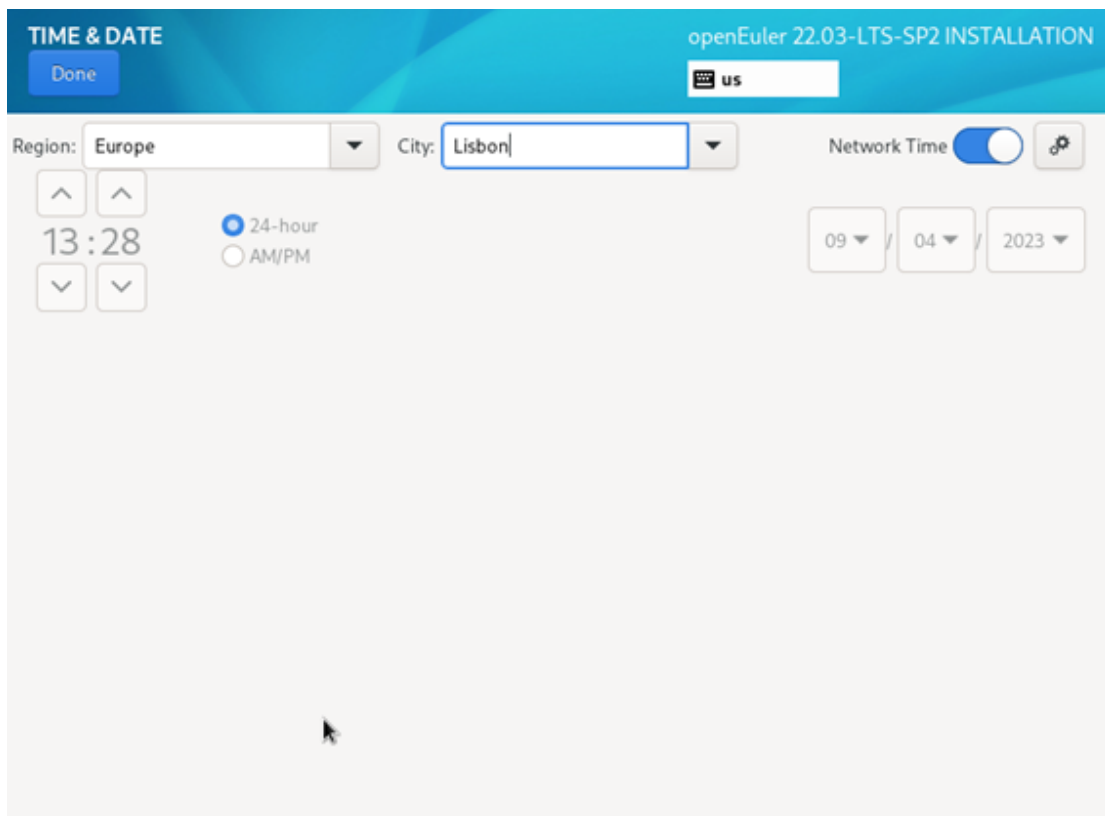 TIME & DATE
openEuler 22.03-LTS-SP2 INSTALLATION
Done
us
Region: Europe City: Lisbon Network Time
13:28
24-hour
AM/PM
09 / 04 / 2023